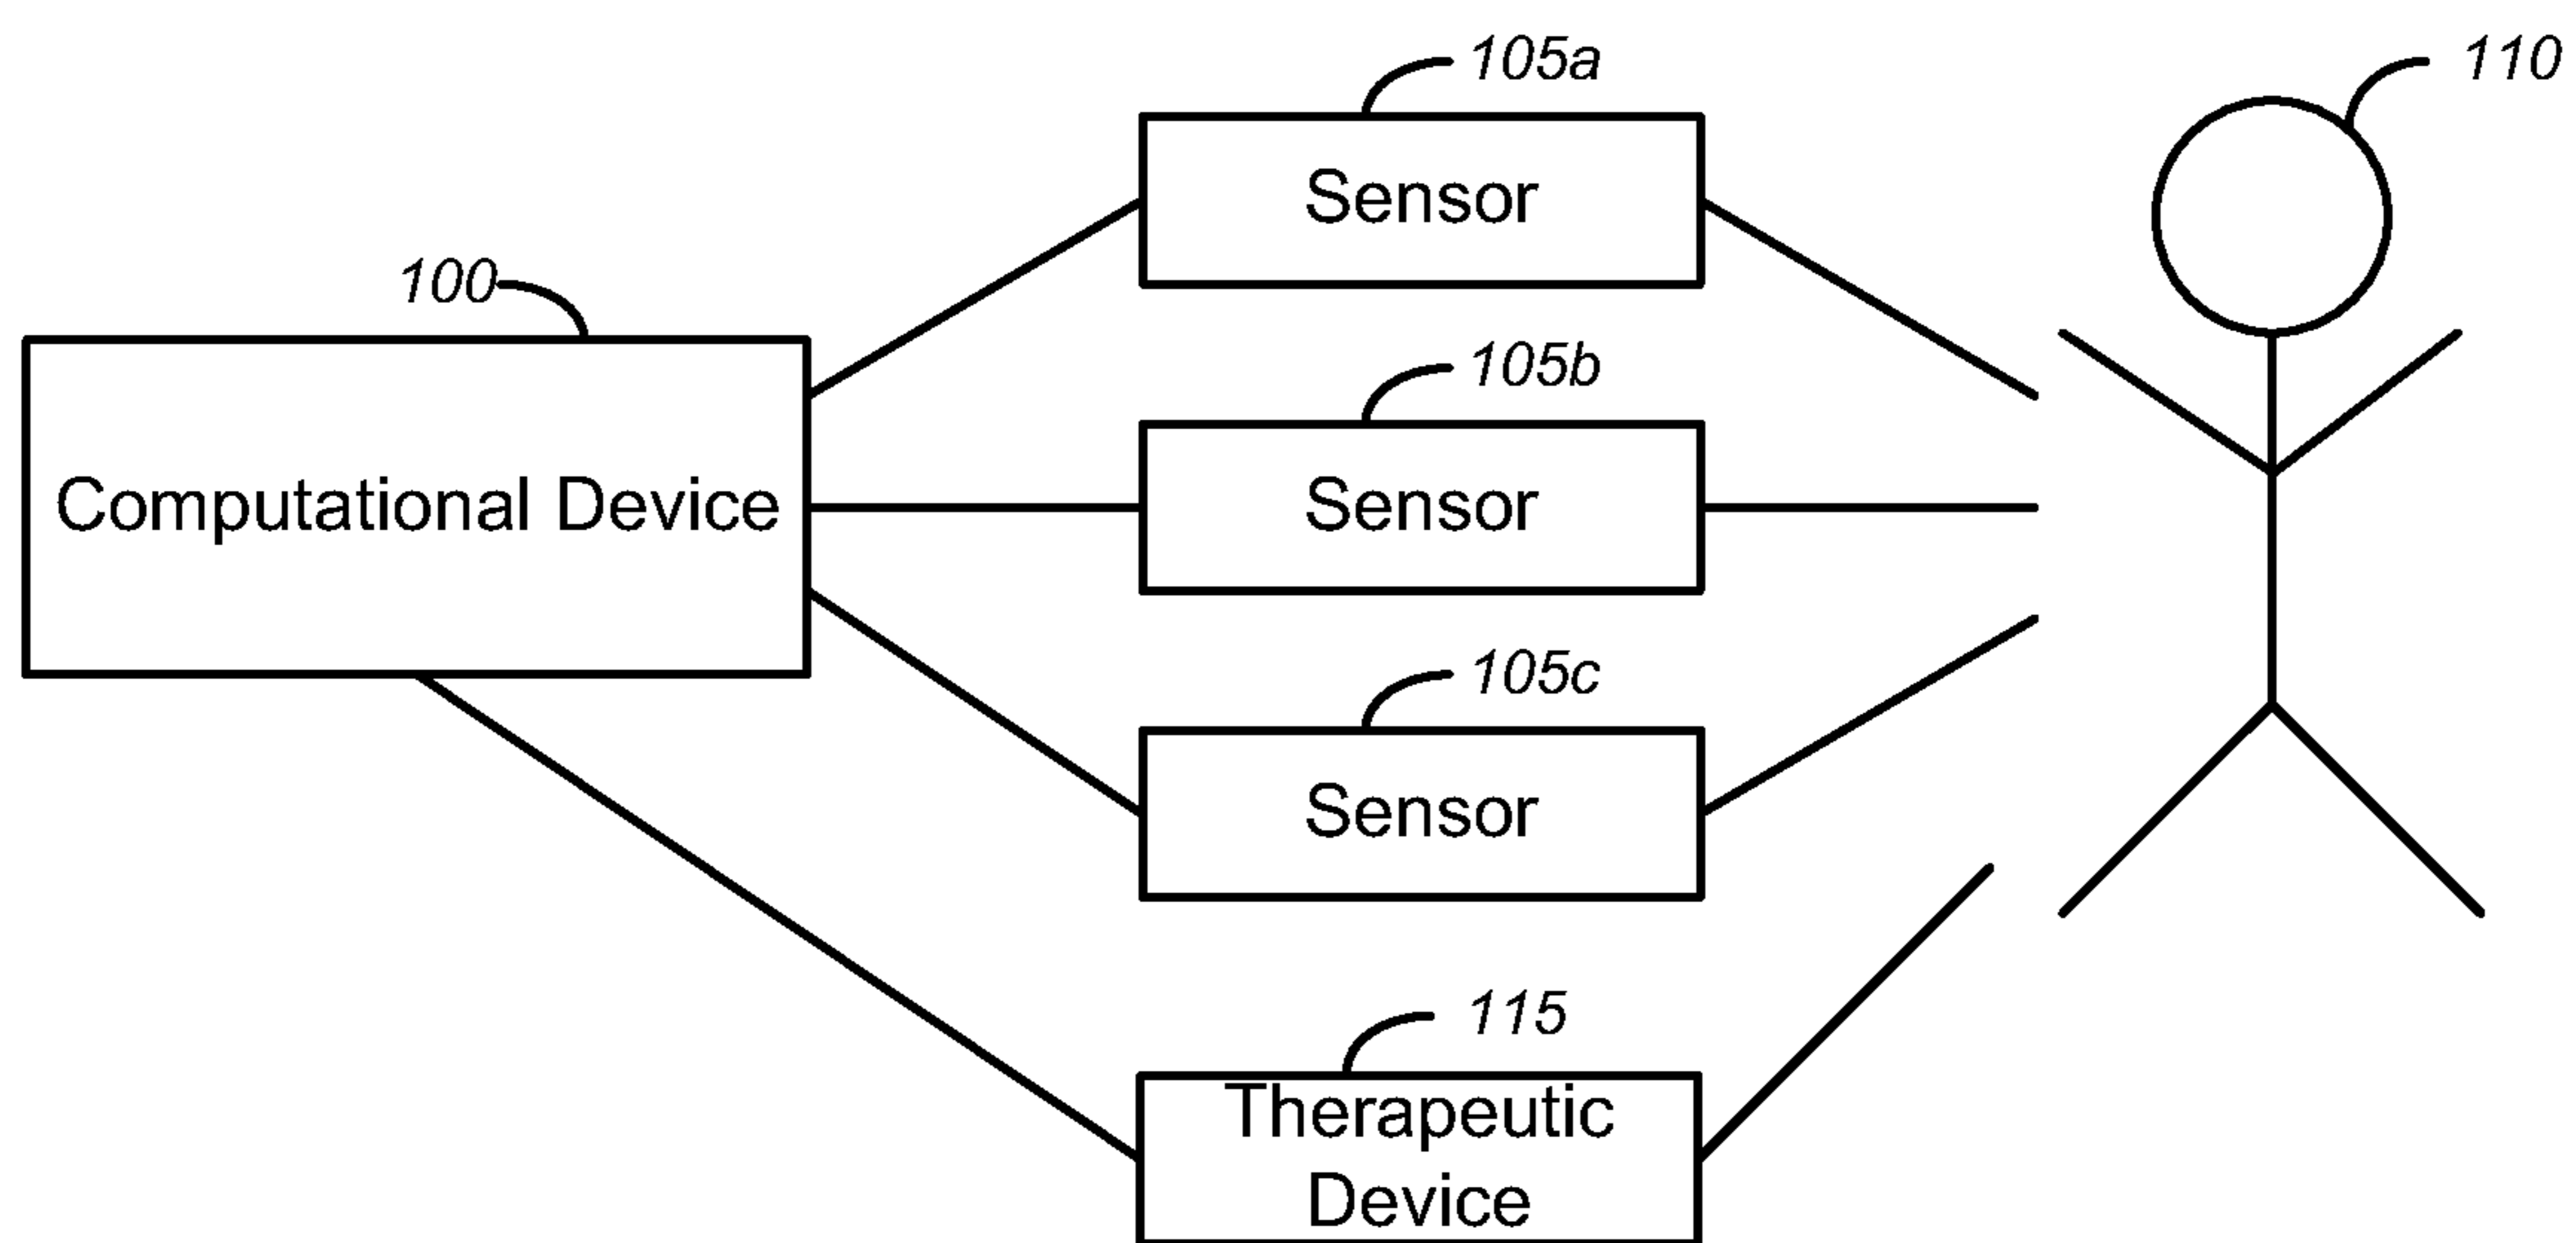 105a
110
Sensor
100
105b
Computational Device
Sensor
105c
Sensor
115
Therapeutic
Device